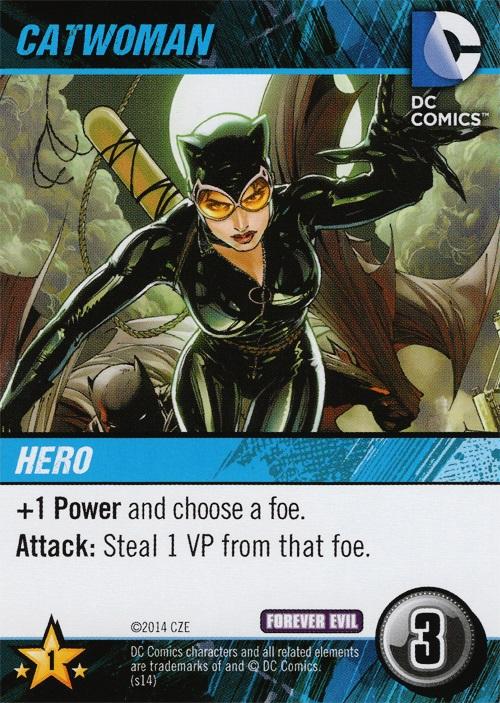 CATWOMAN
DC
COMICS™
HERO
+1 Power and choose a foe.
Attack: Steal 1 VP from that foe.
1
©2014 CZE
FOREVER EVIL
3
DC Comics characters and all related elements
are trademarks of and © DC Comics.
(s14)